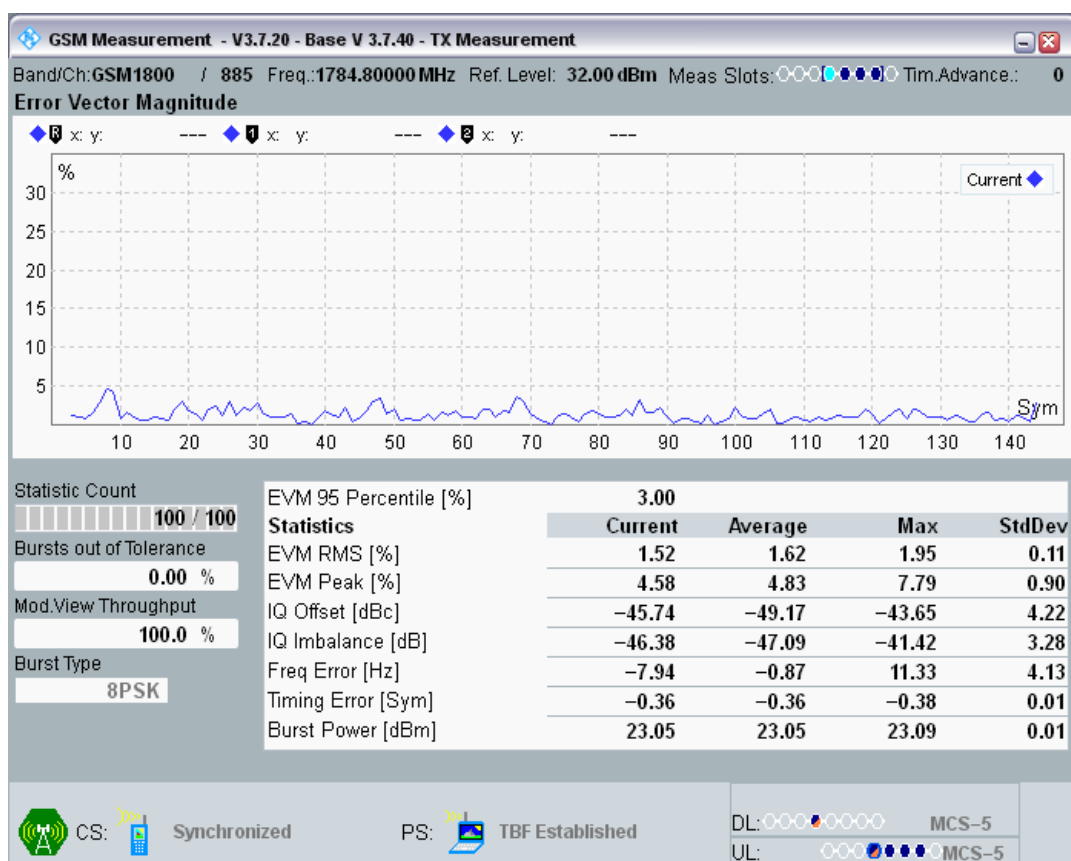 GSM Measurement - V3.7.20 - Base V 3.7.40 - TX Measurement
Band/Ch:GSM1800 / 885 Freq.:1784.80000 MHz Ref. Level: 32.00 dBm Meas Slots: Tim.Advance.: 0
Error Vector Magnitude
R x: y: --- 1 x: y: --- 2 x: y: ---
%
Current
30
25
20
15
10
5
Sym
10 20 30 40 50 60 70 80 90 100 110 120 130 140
Statistic Count
100 / 100
Bursts out of Tolerance
0.00 %
Mod.View Throughput
100.0 %
Burst Type
8PSK
EVM 95 Percentile [%] 3.00
Statistics Current Average Max StdDev
EVM RMS [%] 1.52 1.62 1.95 0.11
EVM Peak [%] 4.58 4.83 7.79 0.90
IQ Offset [dBc] −45.74 −49.17 −43.65 4.22
IQ Imbalance [dB] −46.38 −47.09 −41.42 3.28
Freq Error [Hz] −7.94 −0.87 11.33 4.13
Timing Error [Sym] −0.36 −0.36 −0.38 0.01
Burst Power [dBm] 23.05 23.05 23.09 0.01
CS: Synchronized PS: TBF Established
DL: MCS−5
UL: MCS−5